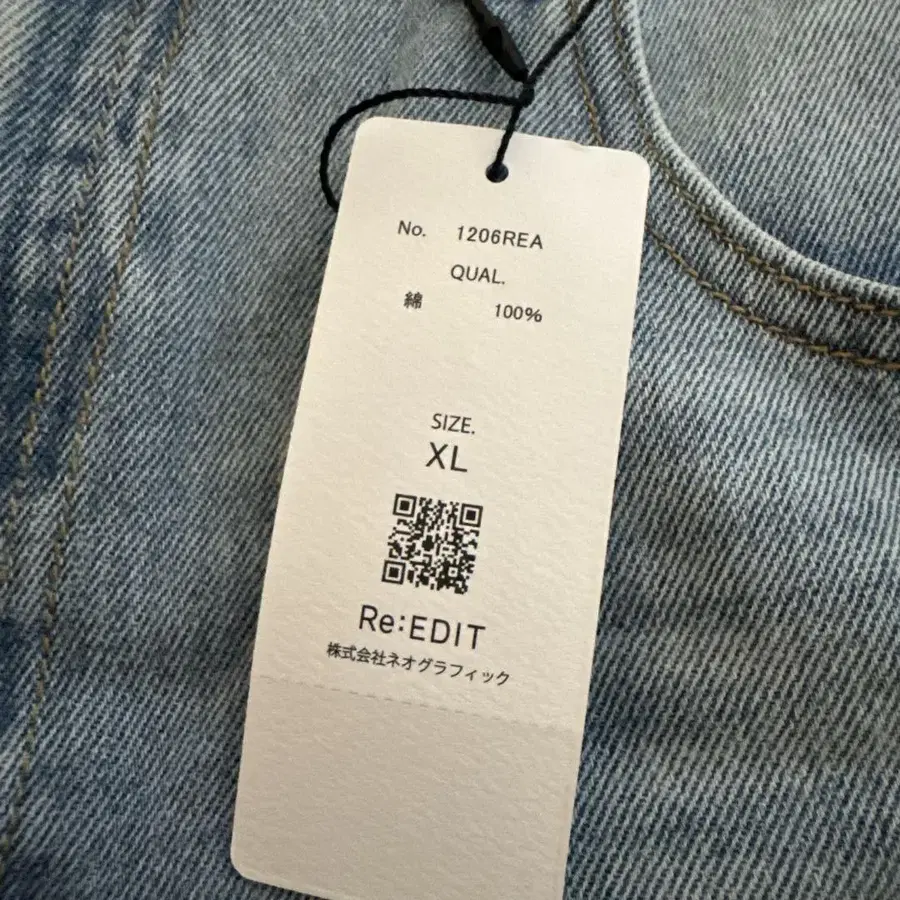 No. 1206REA
QUAL.
綿 100%
SIZE.
XL
Re:EDIT
株式会社ネオグラフィック